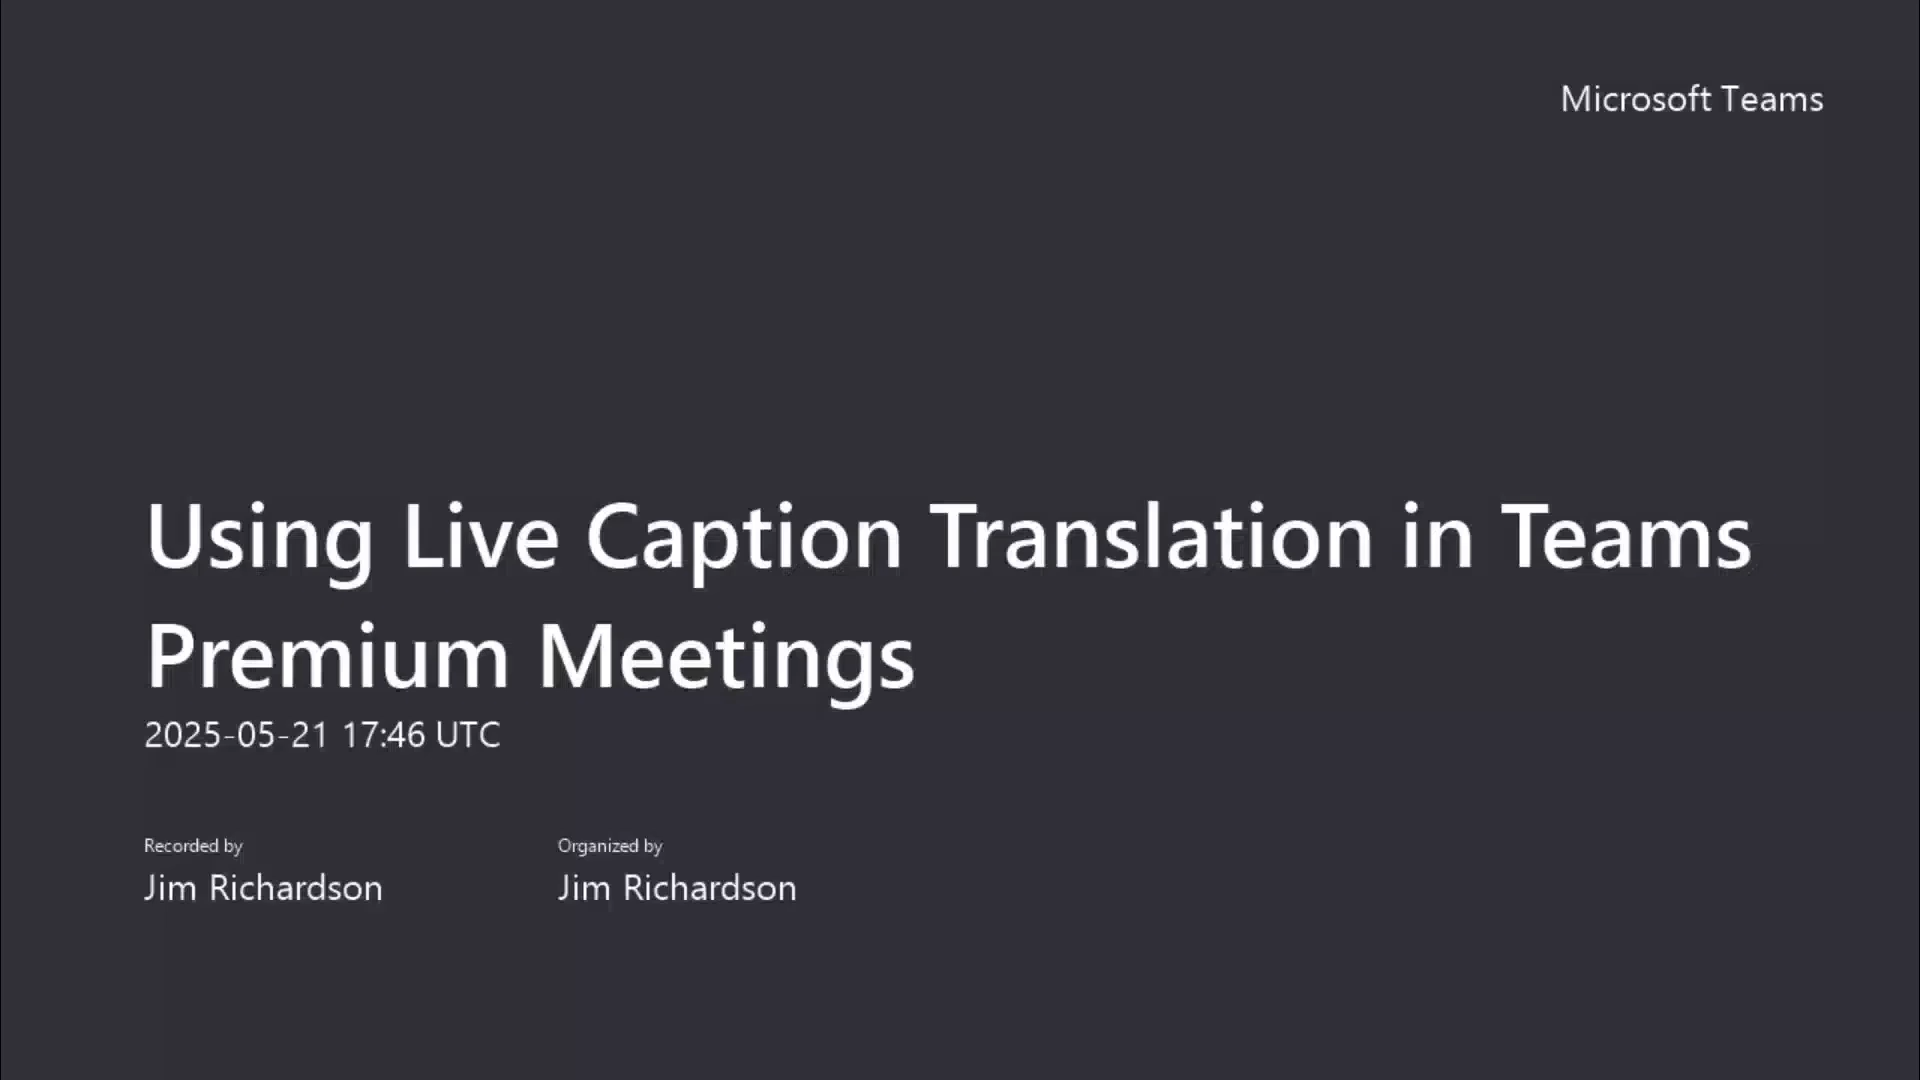 Microsoft Teams
Using Live Caption Translation in Teams
Premium Meetings
2025-05-21 17:46 UTC
Recorded by
Jim Richardson
Organized by
Jim Richardson